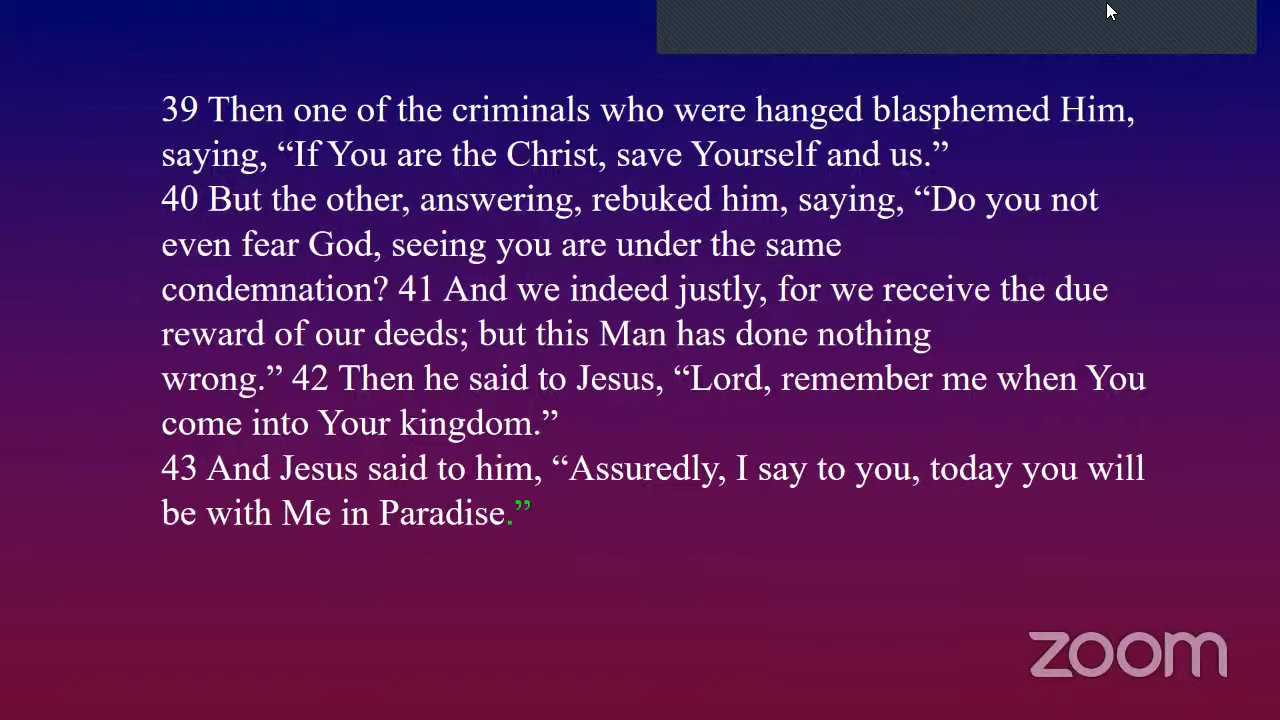 39 Then one of the criminals who were hanged blasphemed Him,
saying, “If You are the Christ, save Yourself and us.”
40 But the other, answering, rebuked him, saying, “Do you not
even fear God, seeing you are under the same
condemnation? 41 And we indeed justly, for we receive the due
reward of our deeds; but this Man has done nothing
wrong.” 42 Then he said to Jesus, “Lord, remember me when You
come into Your kingdom.”
43 And Jesus said to him, “Assuredly, I say to you, today you will
be with Me in Paradise.”
zoom